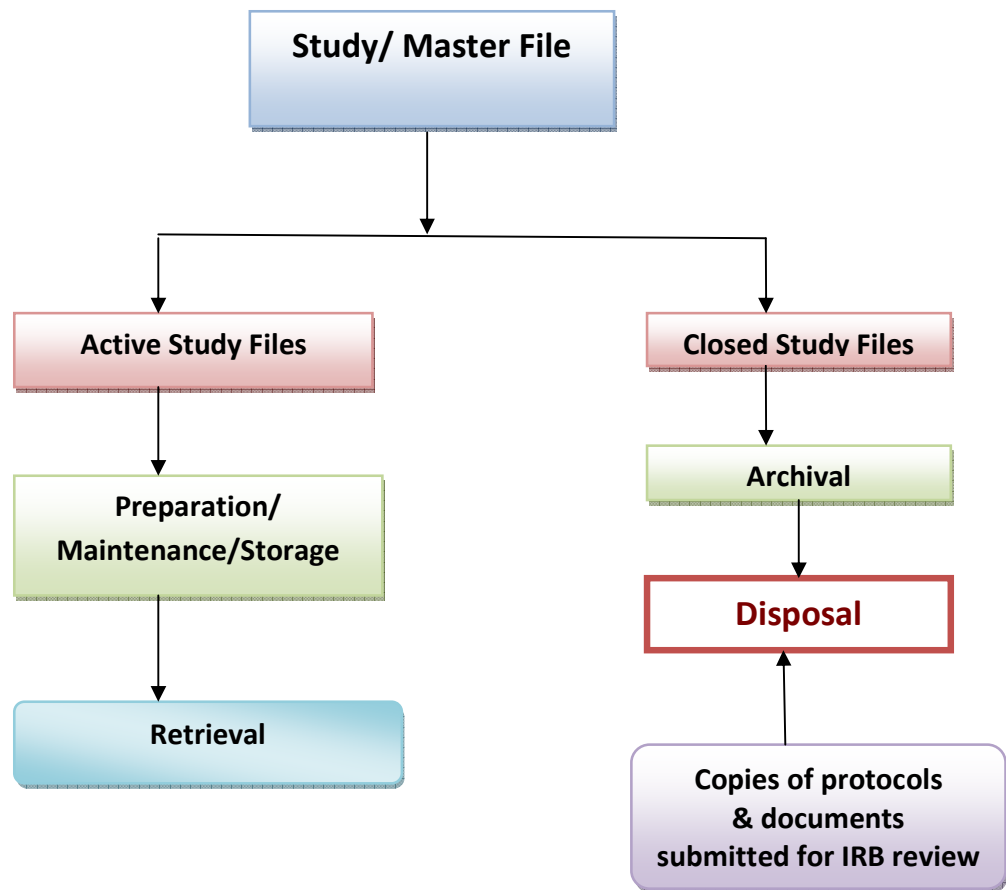 Study/ Master File
Active Study Files
Closed Study Files
Preparation/
Maintenance/Storage
Archival
Disposal
Retrieval
Copies of protocols
& documents
submitted for IRB review